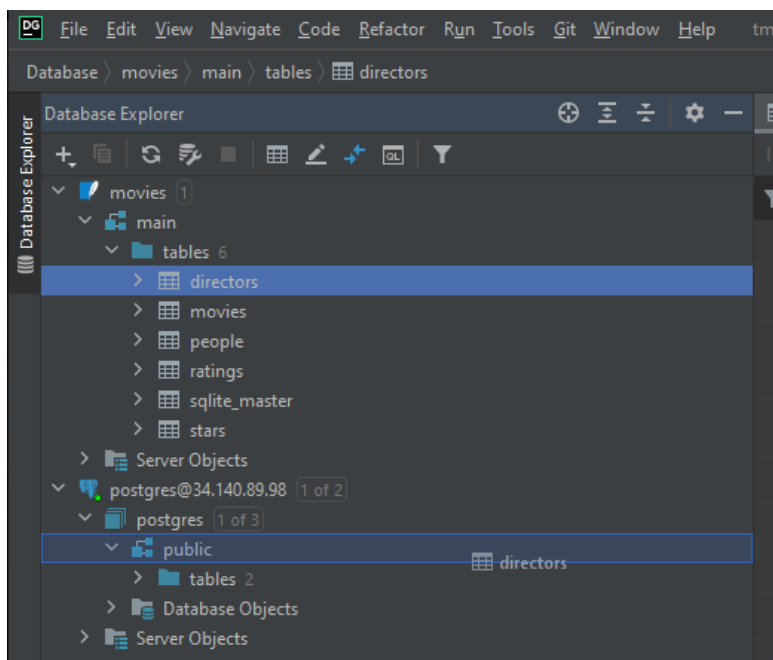 DG File Edit View Navigate Code Refactor Run Tools Git Window Help tm
Database 〉 movies 〉 main 〉 tables 〉 directors
Database Explorer
Database Explorer
QL
movies 1
main
tables 6
directors
movies
people
ratings
sqlite_master
stars
Server Objects
postgres@34.140.89.98 1 of 2
postgres 1 of 3
public
directors
tables 2
Database Objects
Server Objects